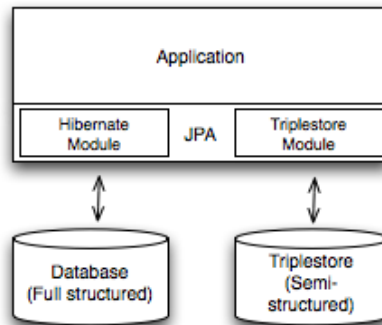 Application
Hibernate
Module
JPA
Triplestore
Module
Database
(Full structured)
Triplestore
(Semi-
structured)